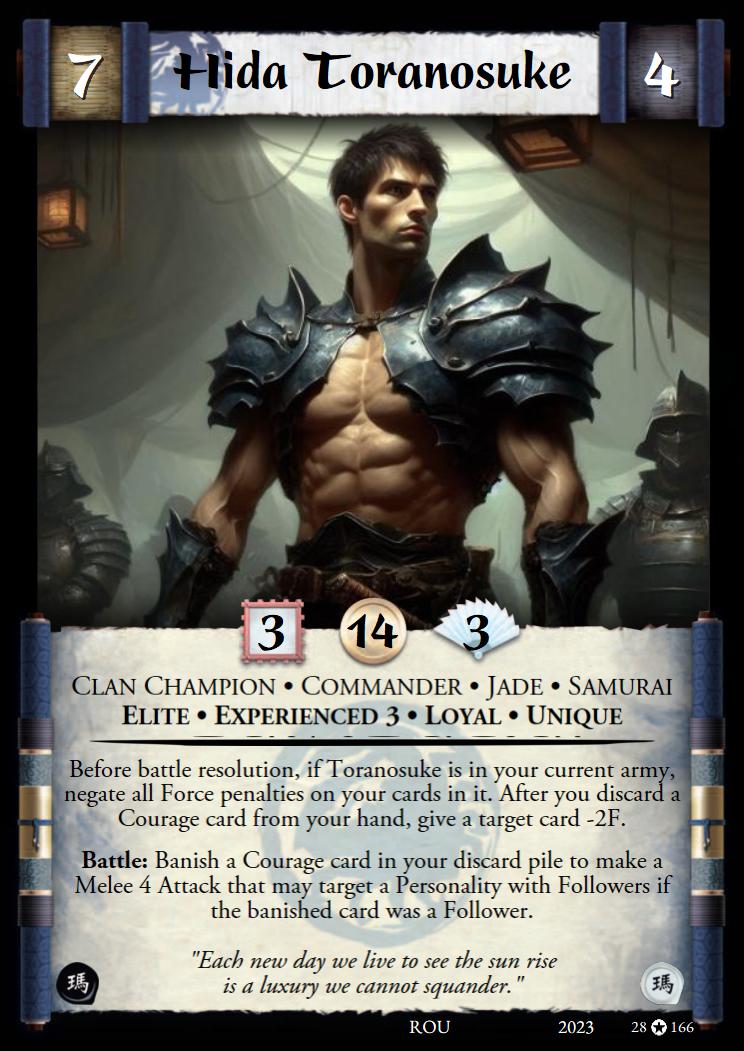 7 Hida Toranosuke 4
3 14 3
CLAN CHAMPION • COMMANDER • JADE • SAMURAI
ELITE • EXPERIENCED 3 • LOYAL • UNIQUE
Before battle resolution, if Toranosuke is in your current army,
negate all Force penalties on your cards in it. After you discard a
Courage card from your hand, give a target card -2F.
Battle: Banish a Courage card in your discard pile to make a
Melee 4 Attack that may target a Personality with Followers if
the banished card was a Follower.
"Each new day we live to see the sun rise
is a luxury we cannot squander."
瑪 瑪
ROU 2023 28 ✪ 166